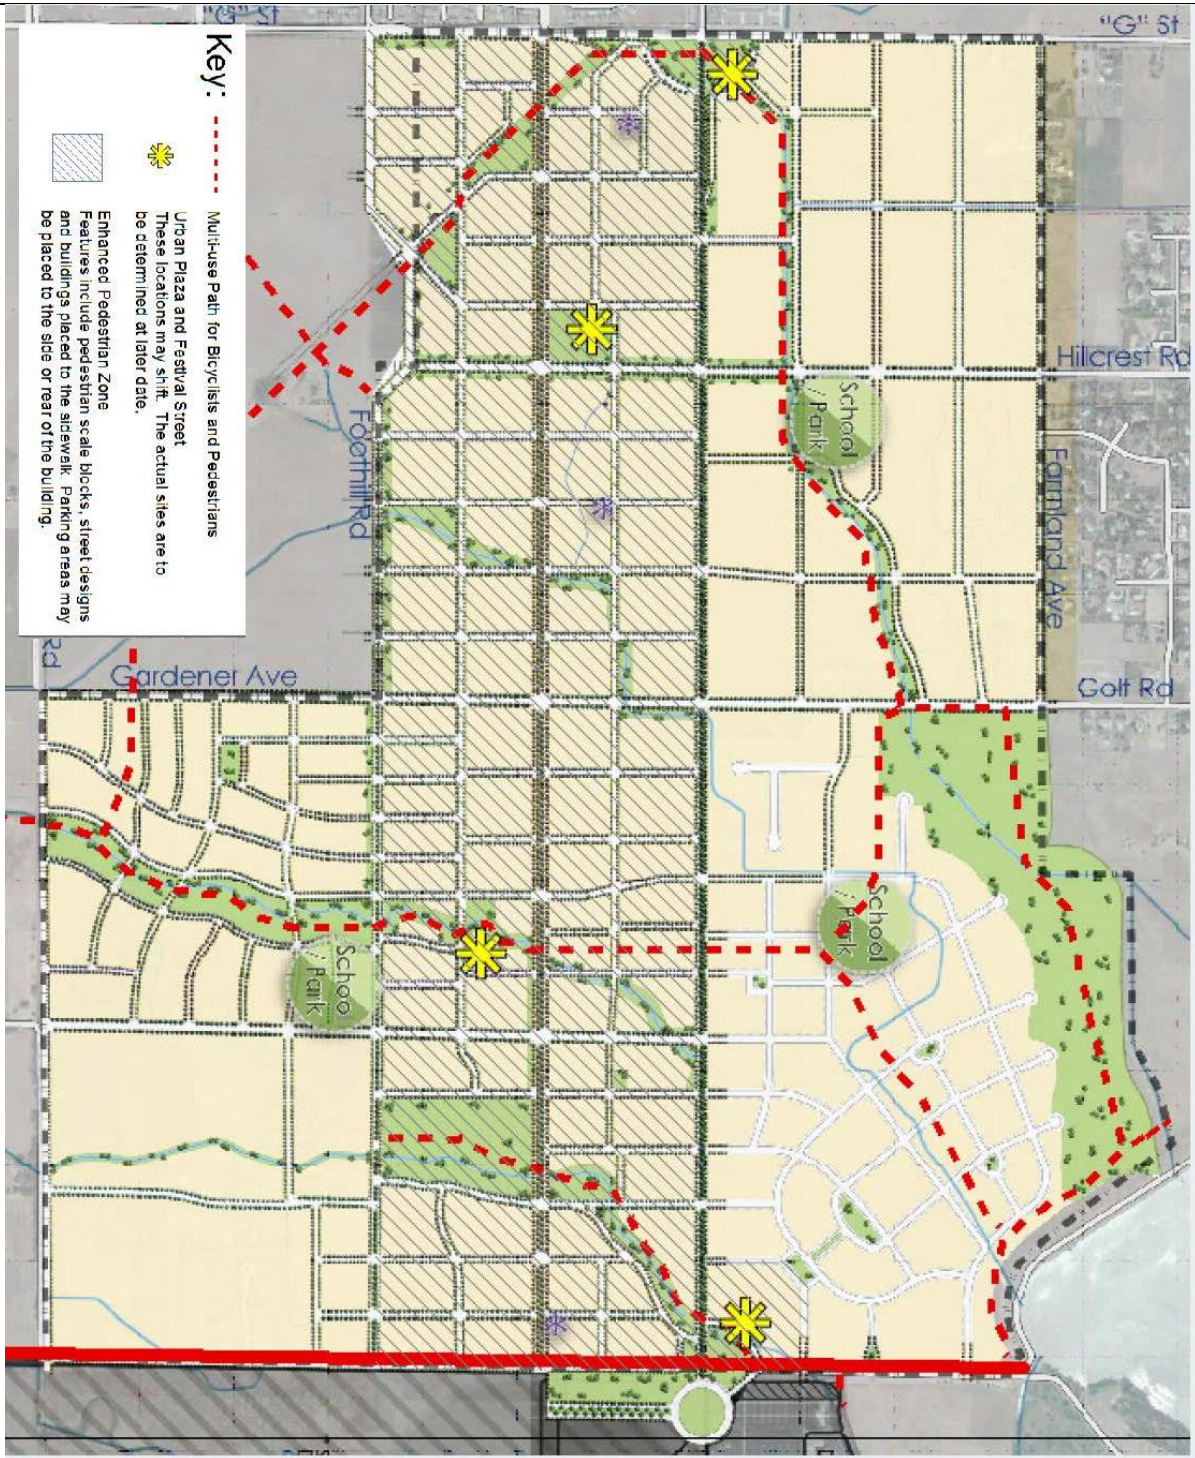 "G" St
"G" St
Key:
Multi-use Path for Bicyclists and Pedestrians
Urban Plaza and Festival Street
These locations may shift. The actual sites are to
be determined at later date.
Enhanced Pedestrian Zone
Features include pedestrian scale blocks, street designs
and buildings placed to the sidewalk. Parking areas may
be placed to the side or rear of the building.
Hillcrest Rd
School
/ Park
Foothill Rd
Farmland Ave
Rd
Gardener Ave
Golf Rd
School
/ Park
Schoo
/ Park